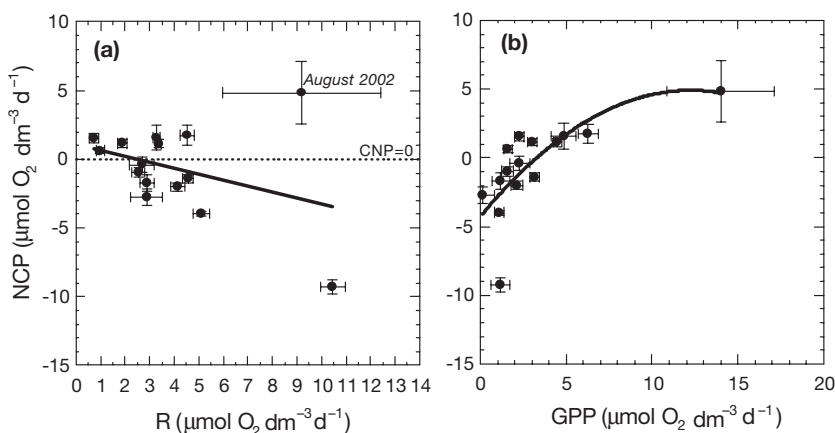 (a)
10
5
0
-5
-10
-15
NCP (µmol O₂ dm⁻³ d⁻¹)
August 2002
CNP=0
0 1 2 3 4 5 6 7 8 9 10 11 12 13 14
R (µmol O₂ dm⁻³d⁻¹)
(b)
10
5
0
-5
-10
-15
0 5 10 15 20
GPP (µmol O₂ dm⁻³ d⁻¹)